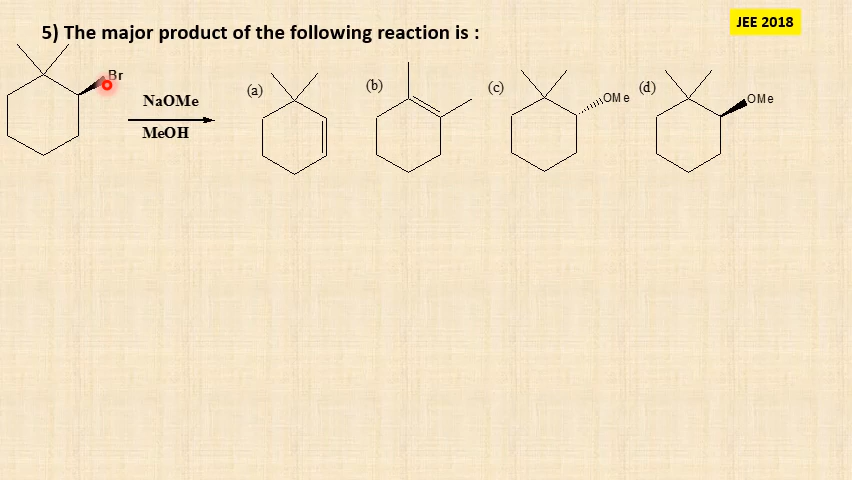 JEE 2018
5) The major product of the following reaction is :
Br
NaOMe
MeOH
(a)
(b)
(c)
OMe
(d)
OMe